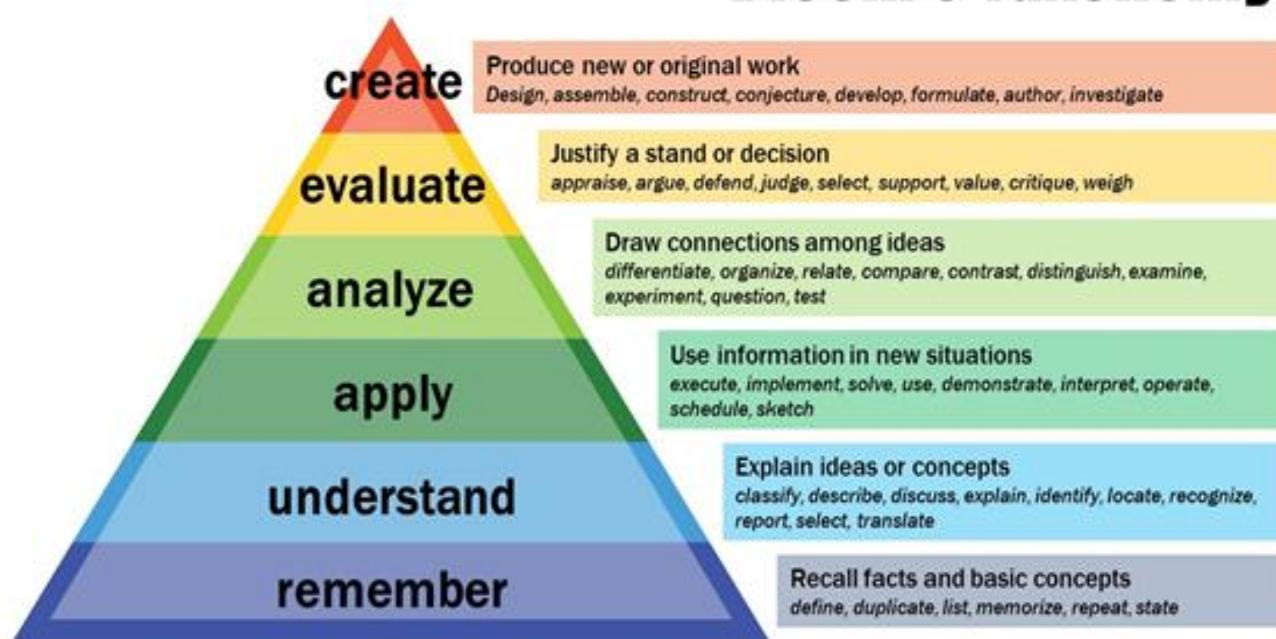 create
Produce new or original work
Design, assemble, construct, conjecture, develop, formulate, author, investigate
evaluate
Justify a stand or decision
appraise, argue, defend, judge, select, support, value, critique, weigh
analyze
Draw connections among ideas
differentiate, organize, relate, compare, contrast, distinguish, examine,
experiment, question, test
apply
Use information in new situations
execute, implement, solve, use, demonstrate, interpret, operate,
schedule, sketch
understand
Explain ideas or concepts
classify, describe, discuss, explain, identify, locate, recognize,
report, select, translate
remember
Recall facts and basic concepts
define, duplicate, list, memorize, repeat, state